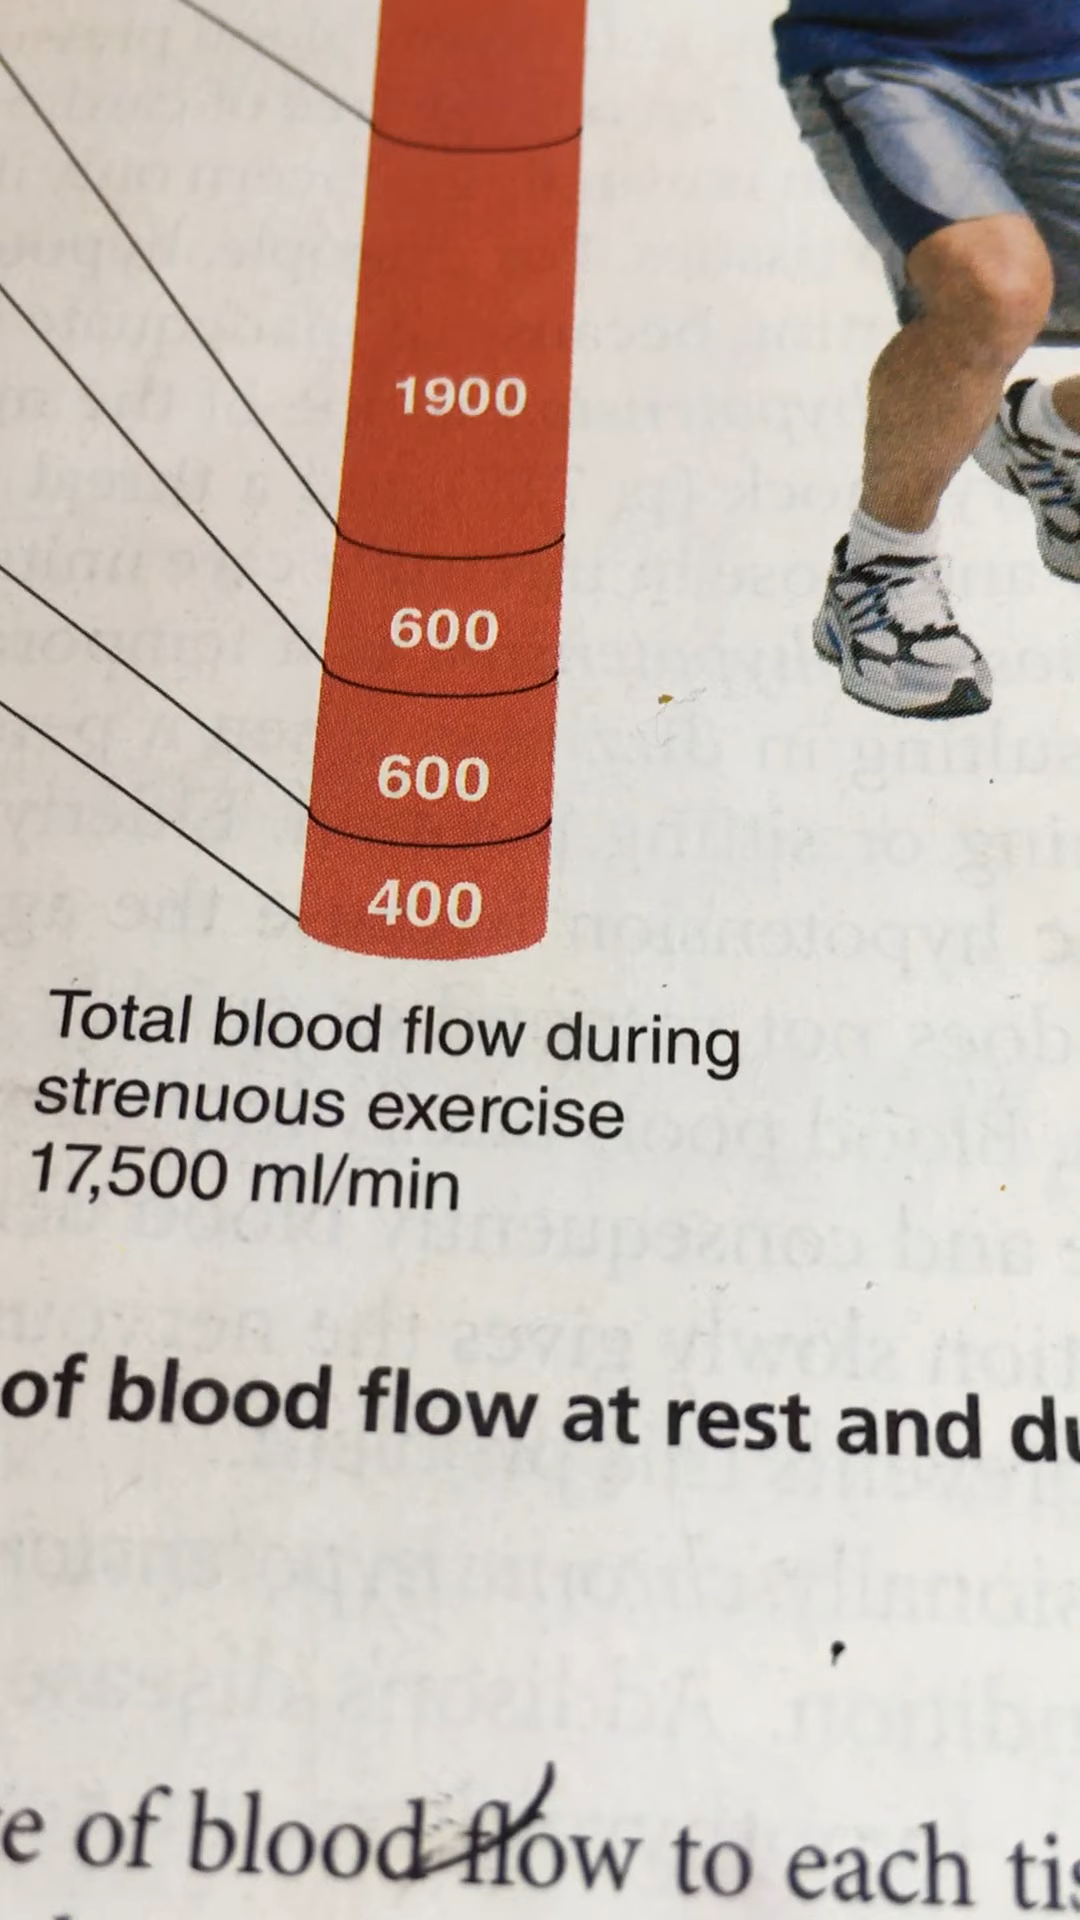 1900
600
600
400
Total blood flow during
strenuous exercise
17,500 ml/min
of blood flow at rest and du
e of blood flow to each tis